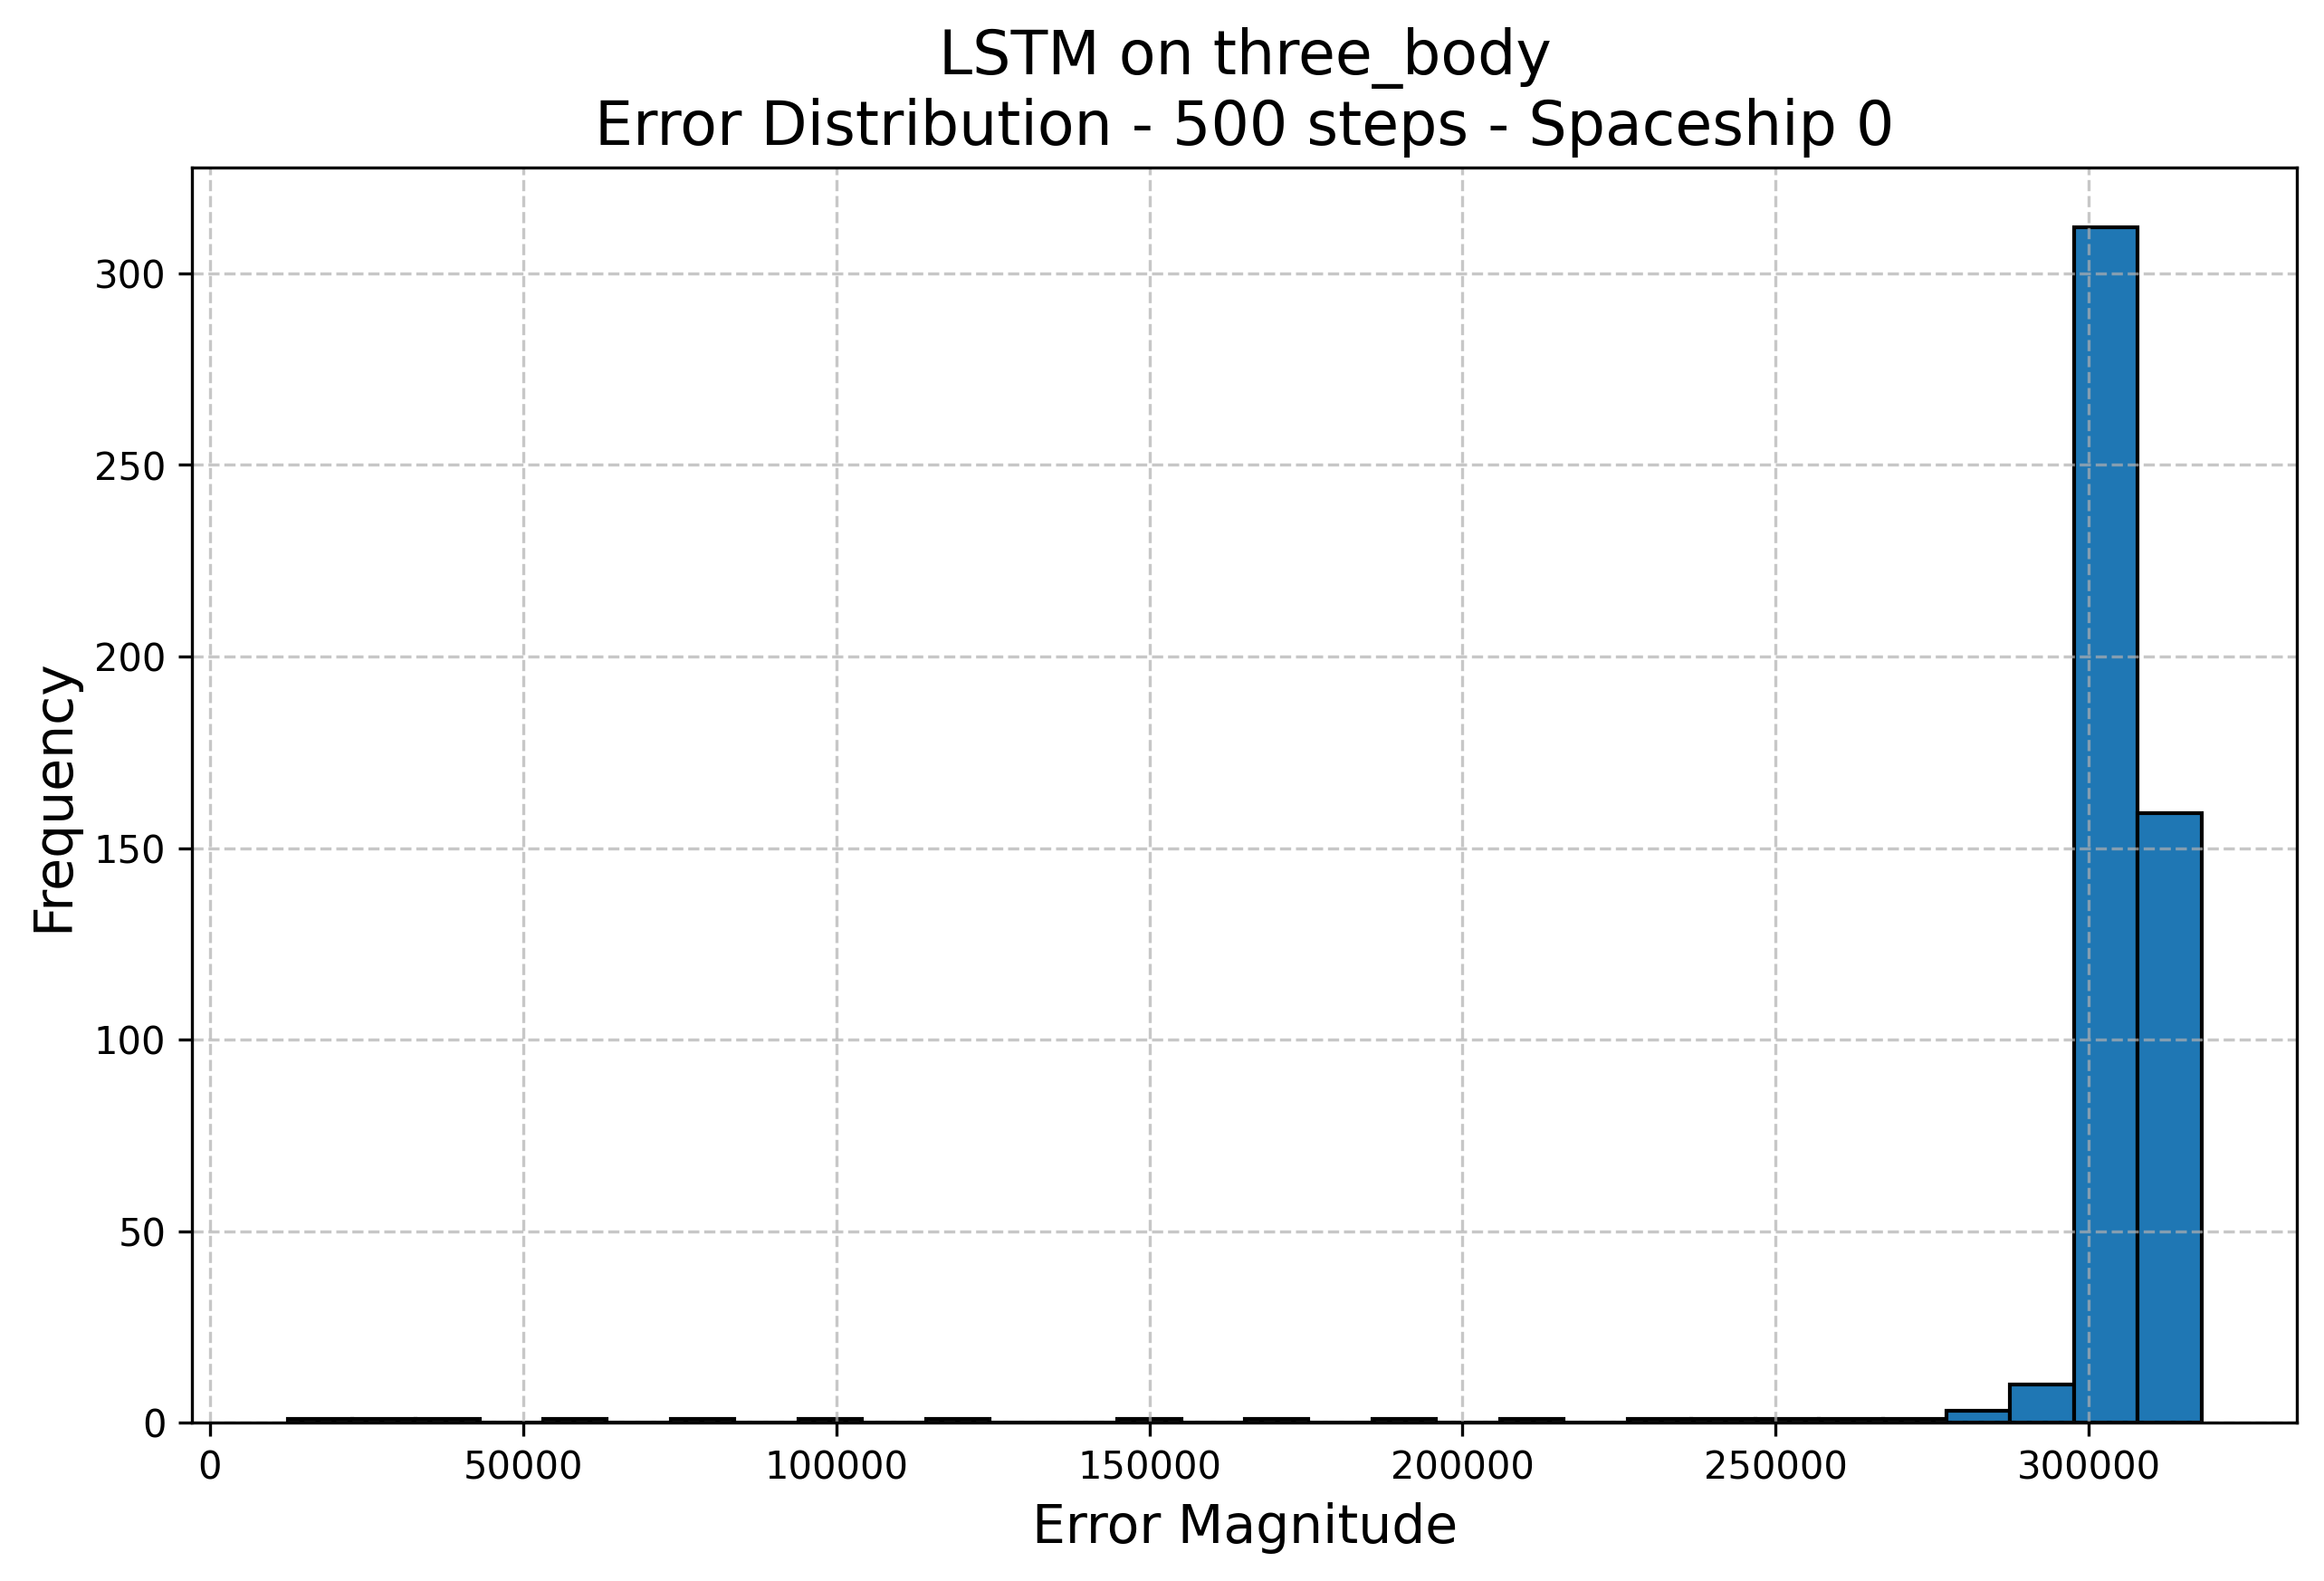 LSTM on three_body
Error Distribution - 500 steps - Spaceship 0
Frequency
300
250
200
150
100
50
0
0 50000 100000 150000 200000 250000 300000
Error Magnitude